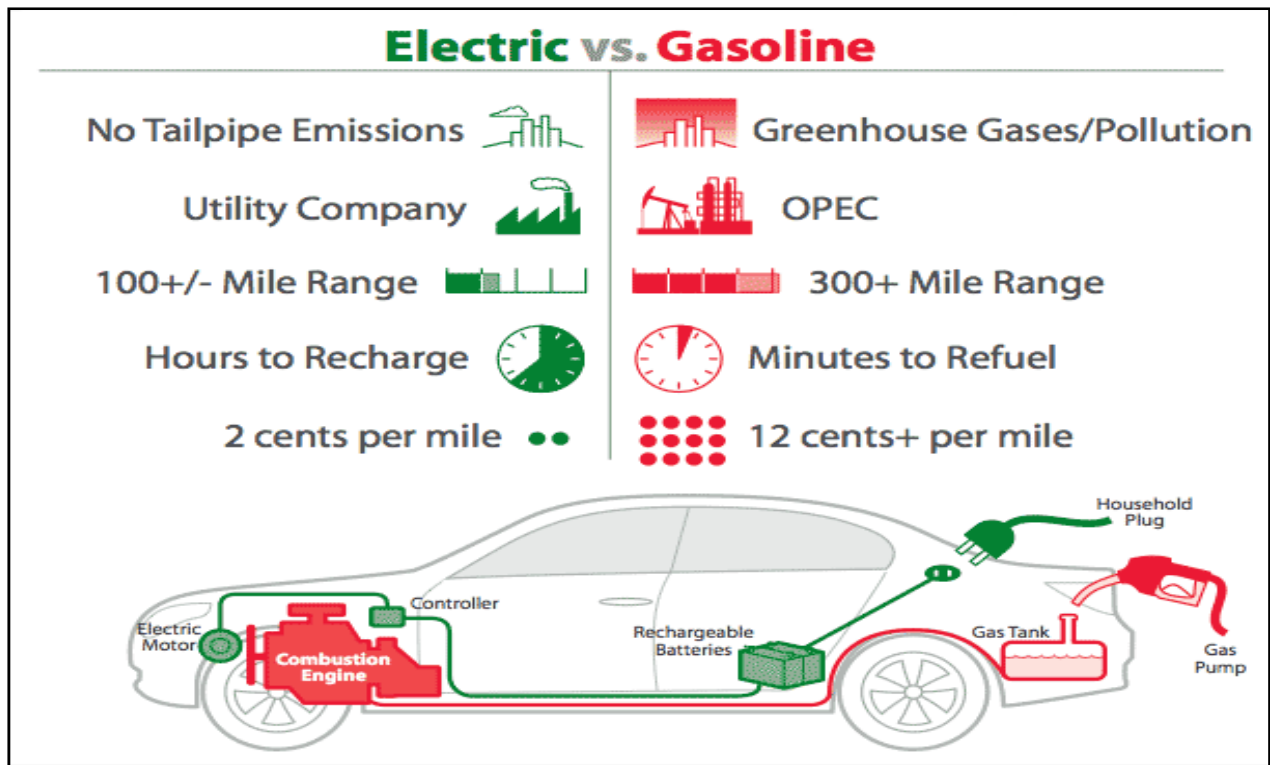 Electric vs. Gasoline
No Tailpipe Emissions
Greenhouse Gases/Pollution
Utility Company
OPEC
100+/- Mile Range
300+ Mile Range
Hours to Recharge
Minutes to Refuel
2 cents per mile
12 cents+ per mile
Household
Plug
Controller
Electric
Motor
Combustion
Engine
Rechargeable
Batteries
Gas Tank
Gas
Pump